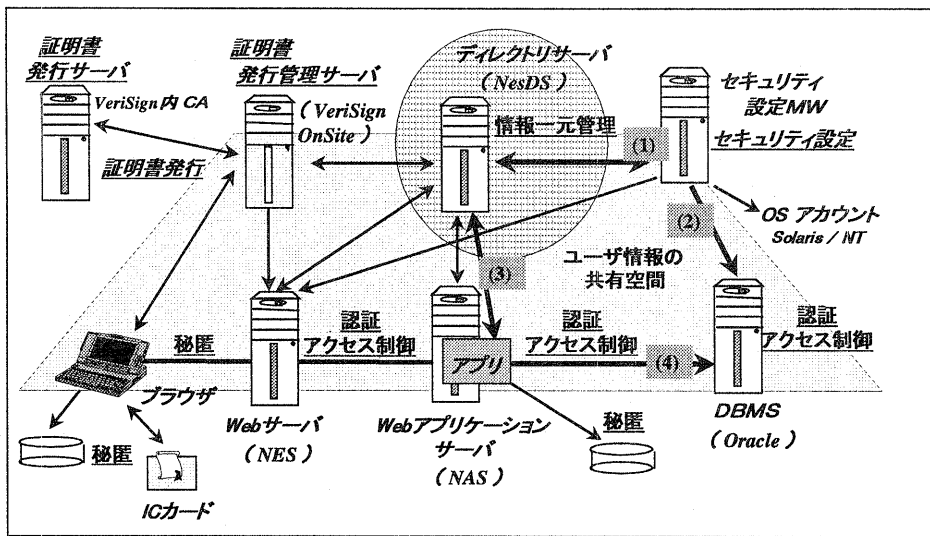 証明書
発行サーバ
VeriSign内 CA
証明書発行
証明書
発行管理サーバ
(VeriSign
OnSite)
ディレクトリサーバ
(NesDS)
情報一元管理
(1)
セキュリティ
設定MW
セキュリティ設定
(2)
OS アカウント
Solaris / NT
(3)
ユーザ情報の
共有空間
秘匿
認証
アクセス制御
アプリ
認証
アクセス制御
(4)
認証
アクセス制御
ブラウザ
秘匿
ICカード
Webサーバ
(NES)
Webアプリケーション
サーバ
(NAS)
秘匿
DBMS
(Oracle)